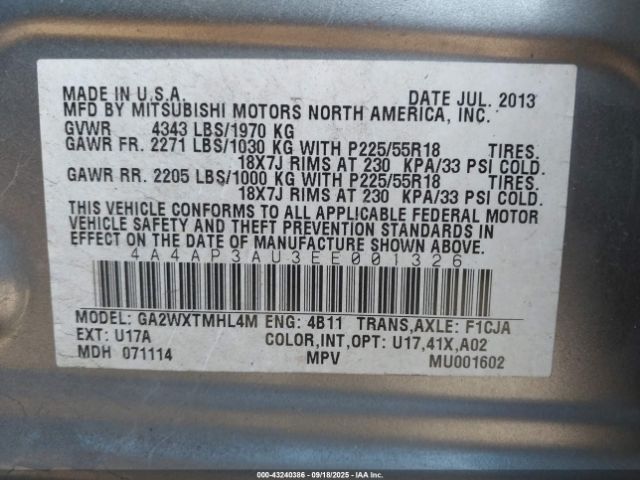 MADE IN U.S.A. DATE JUL. 2013
MFD BY MITSUBISHI MOTORS NORTH AMERICA, INC.
GVWR 4343 LBS/1970 KG
GAWR FR. 2271 LBS/1030 KG WITH P225/55R18 TIRES.
18X7J RIMS AT 230 KPA/33 PSI COLD.
GAWR RR. 2205 LBS/1000 KG WITH P225/55R18 TIRES.
18X7J RIMS AT 230 KPA/33 PSI COLD.
THIS VEHICLE CONFORMS TO ALL APPLICABLE FEDERAL MOTOR
VEHICLE SAFETY AND THEFT PREVENTION STANDARDS IN
EFFECT ON THE DATE OF MANUFACTURE SHOWN ABOVE.
4A4AP3AU3EE001326
MODEL: GA2WXTMHL4M ENG: 4B11 TRANS,AXLE: F1CJA
EXT: U17A COLOR,INT,OPT: U17,41X,A02
MDH 071114 MPV MU001602
000-43240386 - 09/18/2025 - IAA Inc.